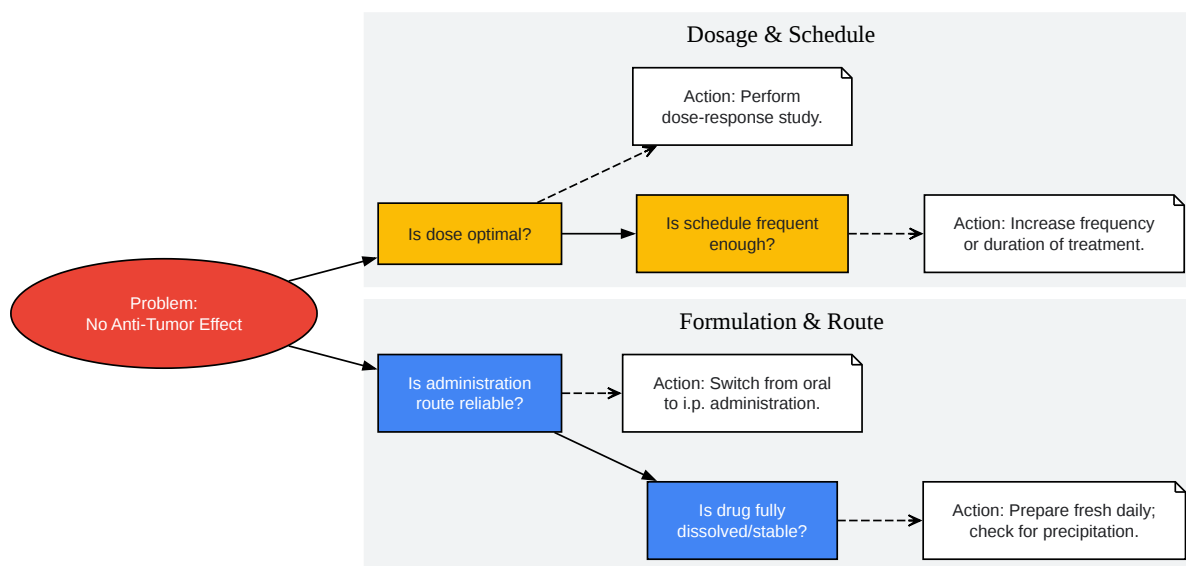 Dosage & Schedule
Action: Perform
dose-response study.
Is dose optimal?
Is schedule frequent
enough?
Action: Increase frequency
or duration of treatment.
Problem:
No Anti-Tumor Effect
Formulation & Route
Is administration
route reliable?
Action: Switch from oral
to i.p. administration.
Is drug fully
dissolved/stable?
Action: Prepare fresh daily;
check for precipitation.